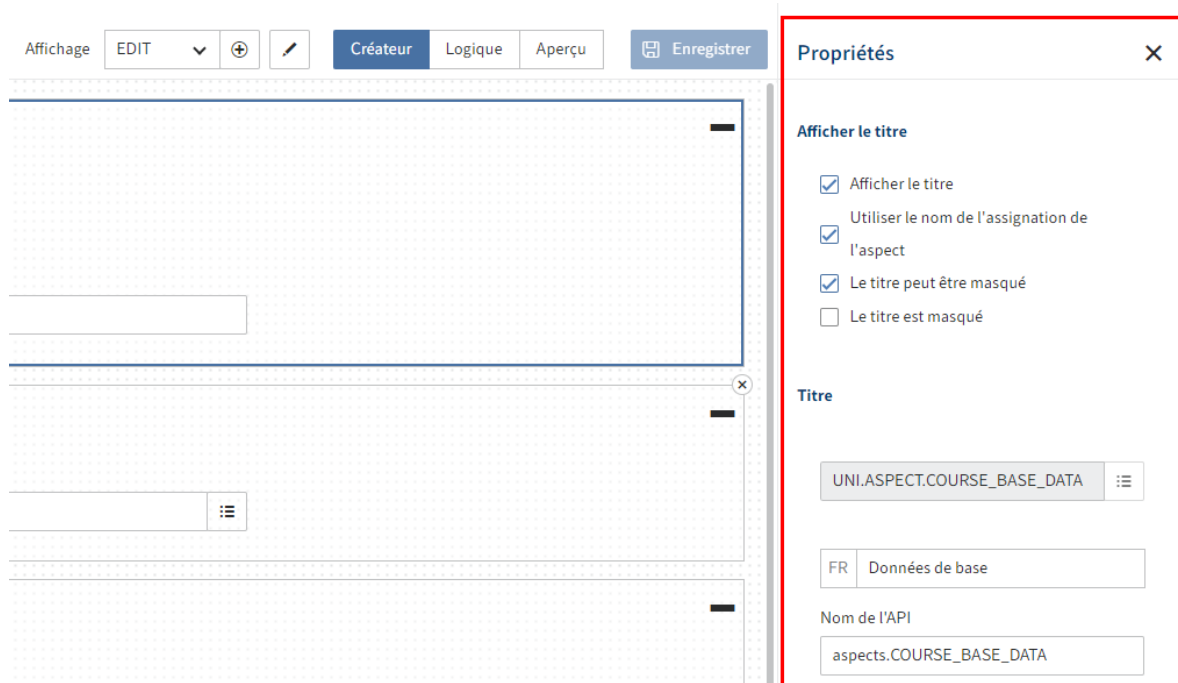 Affichage EDIT Créateur Logique Aperçu Enregistrer
Propriétés
Afficher le titre
Afficher le titre
Utiliser le nom de l'assignation de
l'aspect
Le titre peut être masqué
Le titre est masqué
Titre
UNI.ASPECT.COURSE_BASE_DATA
FR Données de base
Nom de l'API
aspects.COURSE_BASE_DATA